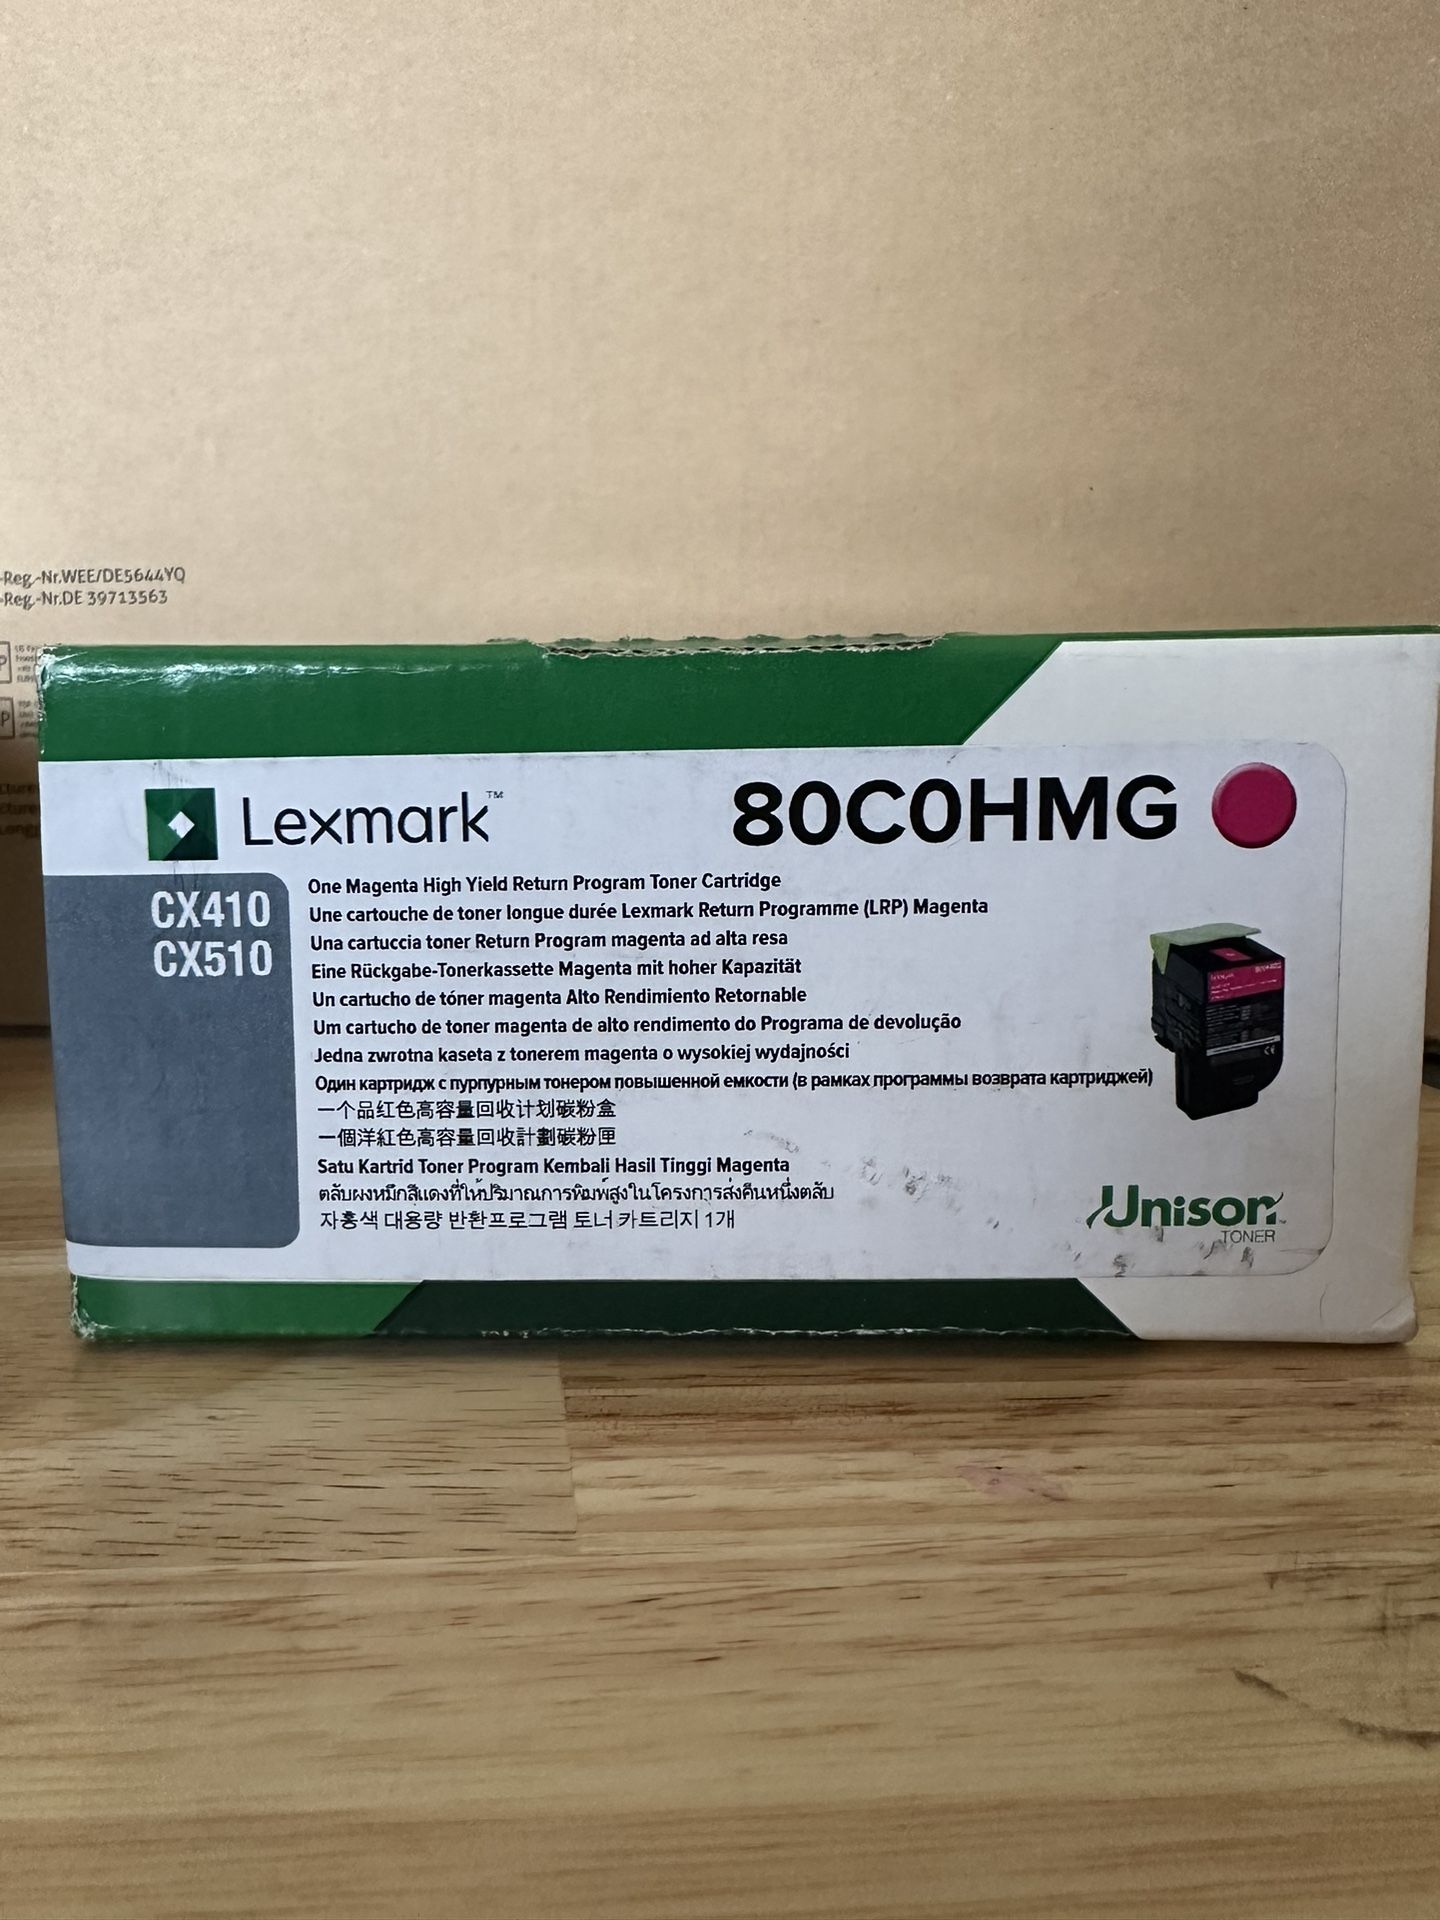 -Reg.-Nr.WEE/DE5644YQ
-Reg.-Nr.DE 39713563
Lexmark™
80C0HMG
CX410
CX510
One Magenta High Yield Return Program Toner Cartridge
Une cartouche de toner longue durée Lexmark Return Programme (LRP) Magenta
Una cartuccia toner Return Program magenta ad alta resa
Eine Rückgabe-Tonerkassette Magenta mit hoher Kapazität
Un cartucho de tóner magenta Alto Rendimiento Retornable
Um cartucho de toner magenta de alto rendimento do Programa de devolução
Jedna zwrotna kaseta z tonerem magenta o wysokiej wydajności
Один картридж с пурпурным тонером повышенной емкости (в рамках программы возврата картриджей)
一个品红色高容量回收计划碳粉盒
一個洋紅色高容量回收計劃碳粉匣
Satu Kartrid Toner Program Kembali Hasil Tinggi Magenta
ตลับผงหมึกสีแดงที่ให้ปริมาณการพิมพ์สูงในโครงการส่งคืนหนึ่งตลับ
자홍색 대용량 반환프로그램 토너 카트리지 1개
Unison™
TONER